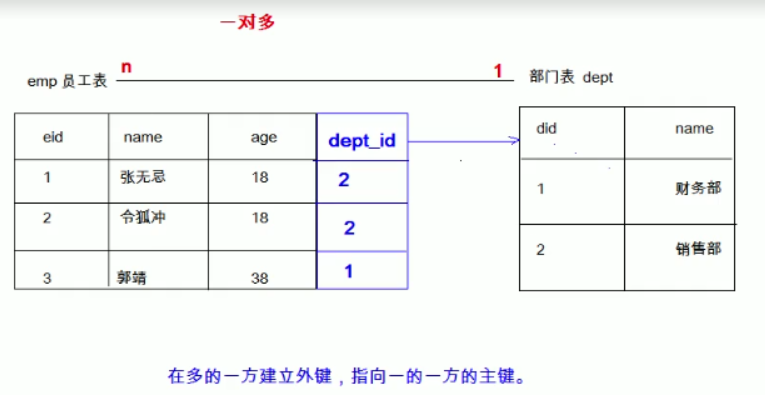 一对多
emp 员工表 n 1 部门表 dept
eid name age dept_id
1 张无忌 18 2
2 令狐冲 18 2
3 郭靖 38 1
did name
1 财务部
2 销售部
在多的一方建立外键，指向一的一方的主键。